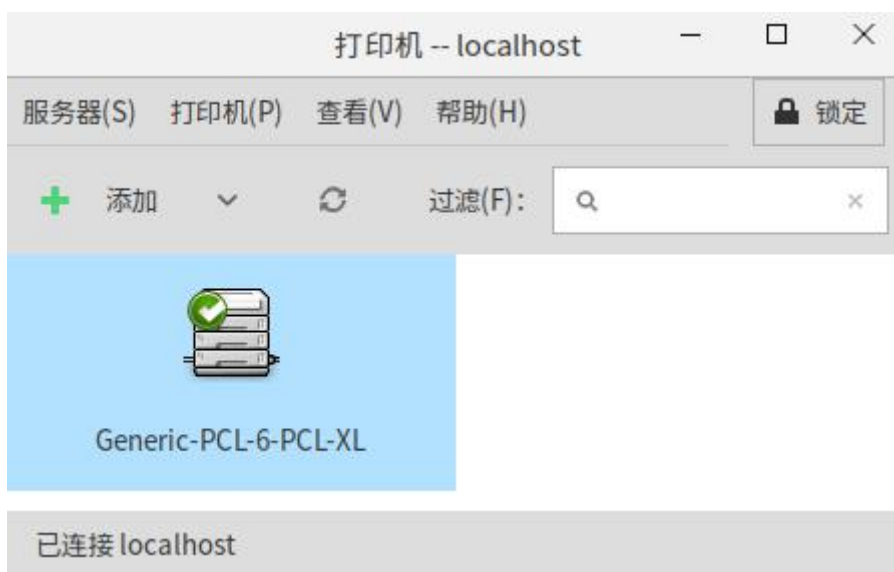 打印机 -- localhost
服务器(S) 打印机(P) 查看(V) 帮助(H) 锁定
添加 过滤(F)：
Generic-PCL-6-PCL-XL
已连接 localhost